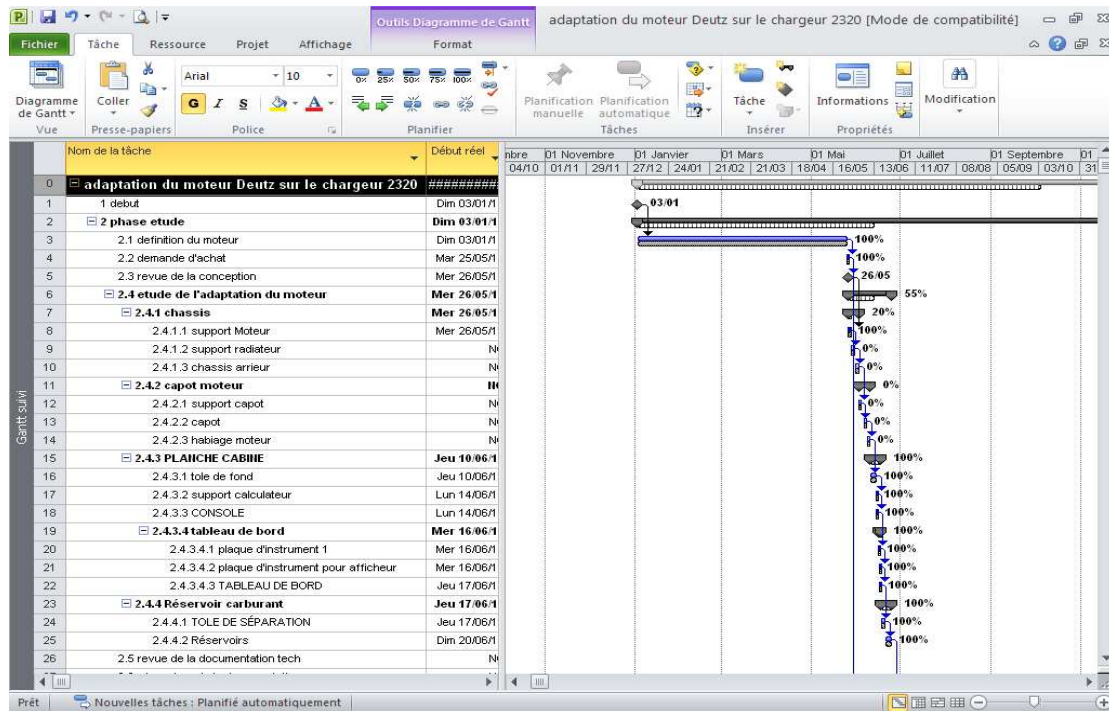 Outils Diagramme de Gantt
adaptation du moteur Deutz sur le chargeur 2320 [Mode de compatibilité]
Fichier Tâche Ressource Projet Affichage Format
Diagramme de Gantt
Coller
Arial 10
G I S
0% 25% 50% 75% 100%
Planification manuelle
Planification automatique
Tâche
Informations
Modification
Vue Presse-papiers Police Planifier Tâches Insérer Propriétés
Nom de la tâche Début réel
nbre 01 Novembre 01 Janvier 01 Mars 01 Mai 01 Juillet 01 Septembre 01
04/10 01/11 29/11 27/12 24/01 21/02 21/03 18/04 16/05 13/06 11/07 08/08 05/09 03/10 31
0 adaptation du moteur Deutz sur le chargeur 2320 ##########
1 1 debut Dim 03/01/1 03/01
2 2 phase etude Dim 03/01/1
3 2.1 definition du moteur Dim 03/01/1 100%
4 2.2 demande d'achat Mar 25/05/1 100%
5 2.3 revue de la conception Mer 26/05/1 26/05
6 2.4 etude de l'adaptation du moteur Mer 26/05/1 55%
7 2.4.1 chassis Mer 26/05/1 20%
8 2.4.1.1 support Moteur Mer 26/05/1 100%
9 2.4.1.2 support radiateur N 0%
10 2.4.1.3 chassis arrieur N 0%
11 2.4.2 capot moteur N 0%
12 2.4.2.1 support capot N 0%
13 2.4.2.2 capot N 0%
14 2.4.2.3 habiage moteur N 0%
15 2.4.3 PLANCHE CABINE Jeu 10/06/1 100%
16 2.4.3.1 tole de fond Jeu 10/06/1 100%
17 2.4.3.2 support calculateur Lun 14/06/1 100%
18 2.4.3.3 CONSOLE Lun 14/06/1 100%
19 2.4.3.4 tableau de bord Mer 16/06/1 100%
20 2.4.3.4.1 plaque d'instrument 1 Mer 16/06/1 100%
21 2.4.3.4.2 plaque d'instrument pour afficheur Mer 16/06/1 100%
22 2.4.3.4.3 TABLEAU DE BORD Jeu 17/06/1 100%
23 2.4.4 Réservoir carburant Jeu 17/06/1 100%
24 2.4.4.1 TOLE DE SÉPARATION Jeu 17/06/1 100%
25 2.4.4.2 Réservoirs Dim 20/06/1 100%
26 2.5 revue de la documentation tech N
Gantt suivi
Prêt Nouvelles tâches : Planifié automatiquement